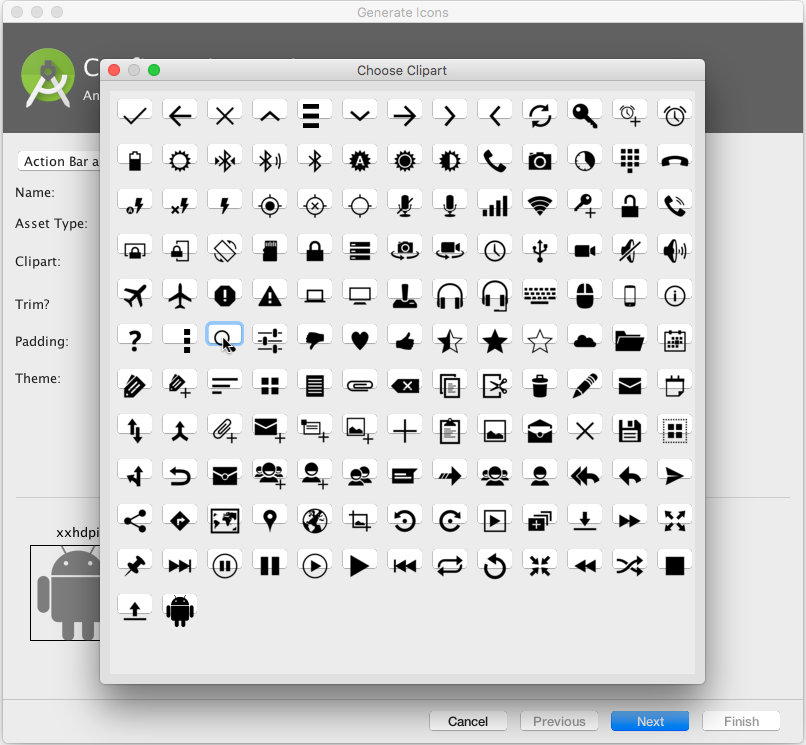 Generate Icons
Choose Clipart
C
An
Action Bar a
Name:
Asset Type:
Clipart:
Trim?
Padding:
Theme:
xxhdpi
Cancel
Previous
Next
Finish